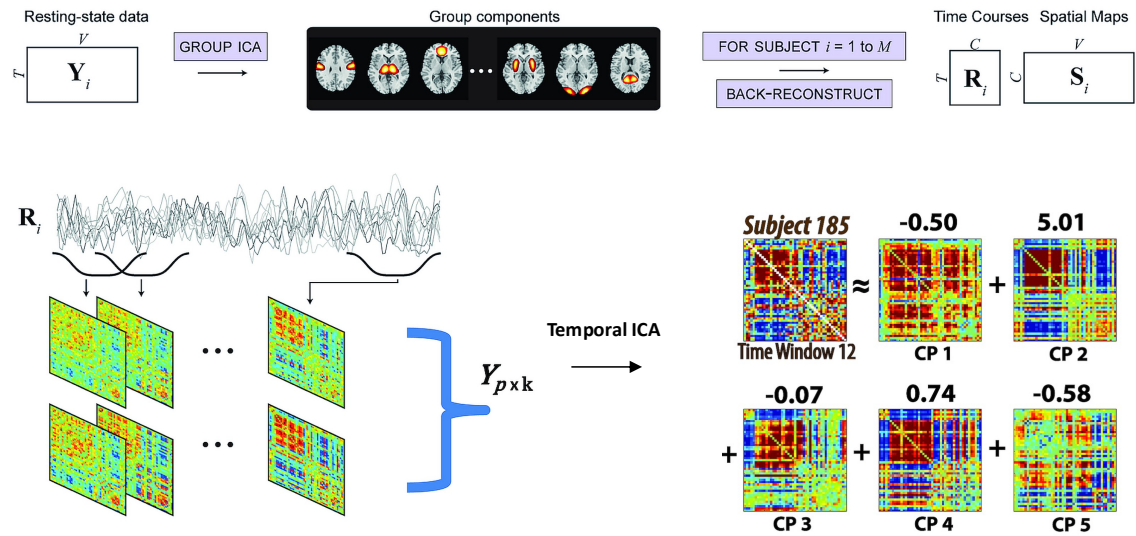 Resting-state data
V
T
Y_i
GROUP ICA
Group components
...
FOR SUBJECT i = 1 to M
BACK-RECONSTRUCT
Time Courses
C
T
R_i
Spatial Maps
V
C
S_i
R_i
...
...
Y_{p x k}
Temporal ICA
Subject 185
Time Window 12
≈
-0.50
CP 1
+
5.01
CP 2
+
-0.07
CP 3
+
0.74
CP 4
+
-0.58
CP 5